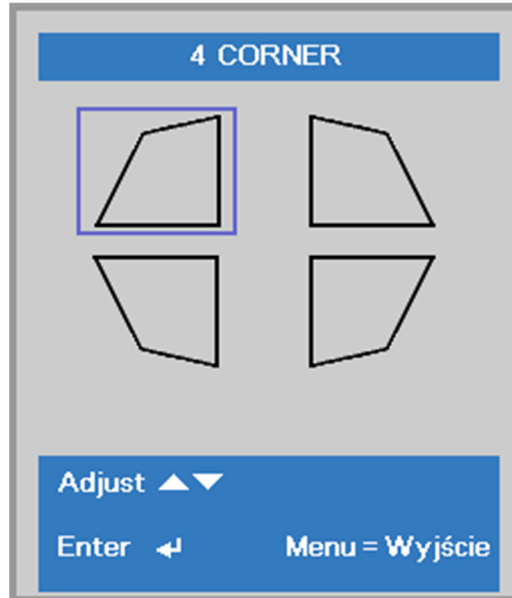 4 CORNER
Adjust ▲▼
Enter ↵
Menu = Wyjście